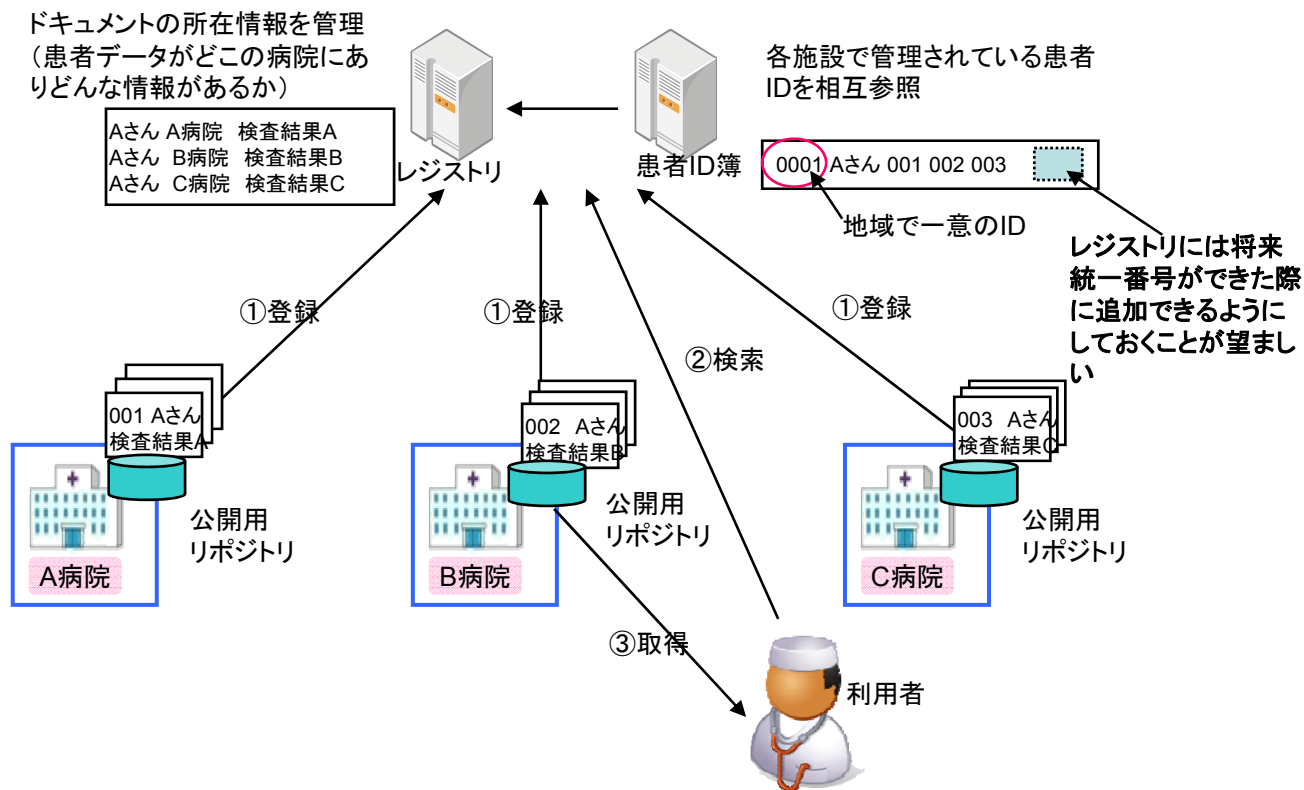 ドキュメントの所在情報を管理
（患者データがどこの病院にあ
りどんな情報があるか）
Aさん A病院 検査結果A
Aさん B病院 検査結果B
Aさん C病院 検査結果C
レジストリ
患者ID簿
各施設で管理されている患者
IDを相互参照
0001 Aさん 001 002 003
地域で一意のID
レジストリには将来
統一番号ができた際
に追加できるように
しておくことが望まし
い
①登録
①登録
①登録
②検索
001 Aさん
検査結果A
公開用
リポジトリ
A病院
002 Aさん
検査結果B
公開用
リポジトリ
B病院
003 Aさん
検査結果C
公開用
リポジトリ
C病院
③取得
利用者